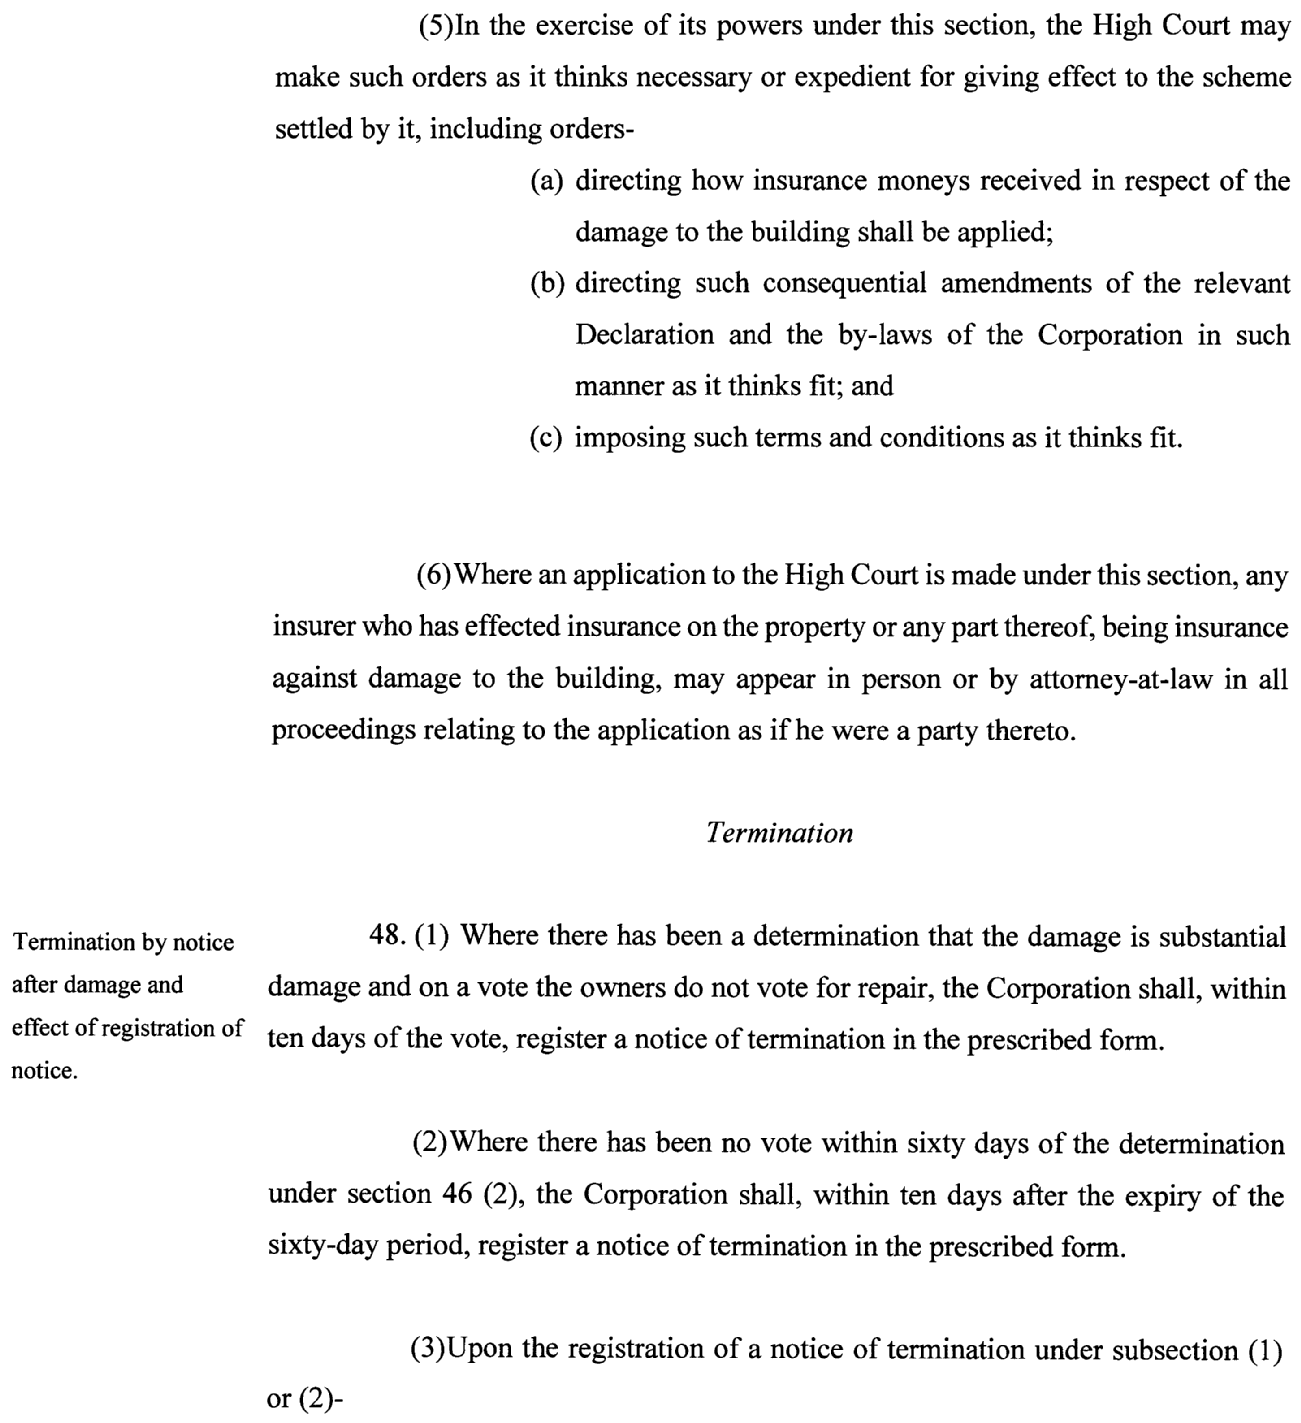 (5)In the exercise of its powers under this section, the High Court may
make such orders as it thinks necessary or expedient for giving effect to the scheme
settled by it, including orders-
(a) directing how insurance moneys received in respect of the
damage to the building shall be applied;
(b) directing such consequential amendments of the relevant
Declaration and the by-laws of the Corporation in such
manner as it thinks fit; and
(c) imposing such terms and conditions as it thinks fit.
(6)Where an application to the High Court is made under this section, any
insurer who has effected insurance on the property or any part thereof, being insurance
against damage to the building, may appear in person or by attorney-at-law in all
proceedings relating to the application as if he were a party thereto.
Termination
Termination by notice
after damage and
effect of registration of
notice.
48. (1) Where there has been a determination that the damage is substantial
damage and on a vote the owners do not vote for repair, the Corporation shall, within
ten days of the vote, register a notice of termination in the prescribed form.
(2)Where there has been no vote within sixty days of the determination
under section 46 (2), the Corporation shall, within ten days after the expiry of the
sixty-day period, register a notice of termination in the prescribed form.
(3)Upon the registration of a notice of termination under subsection (1)
or (2)-